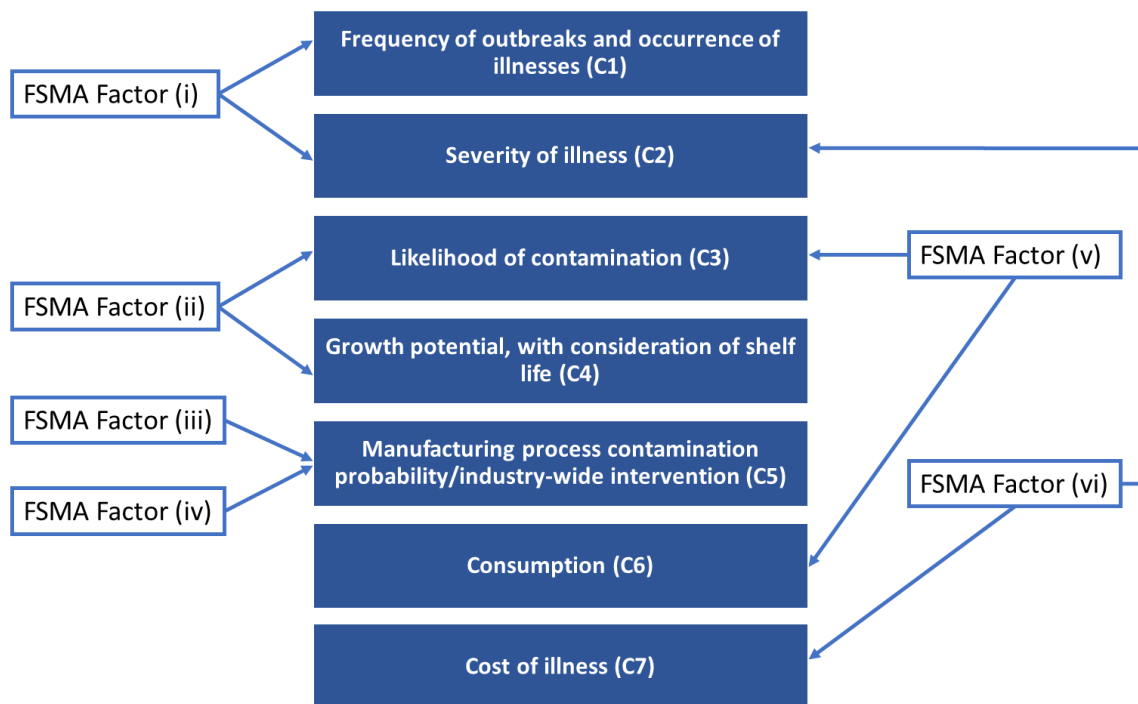 Frequency of outbreaks and occurrence of
illnesses (C1)
FSMA Factor (i)
Severity of illness (C2)
Likelihood of contamination (C3)
FSMA Factor (v)
FSMA Factor (ii)
Growth potential, with consideration of shelf
life (C4)
FSMA Factor (iii)
Manufacturing process contamination
probability/industry-wide intervention (C5)
FSMA Factor (vi)
FSMA Factor (iv)
Consumption (C6)
Cost of illness (C7)